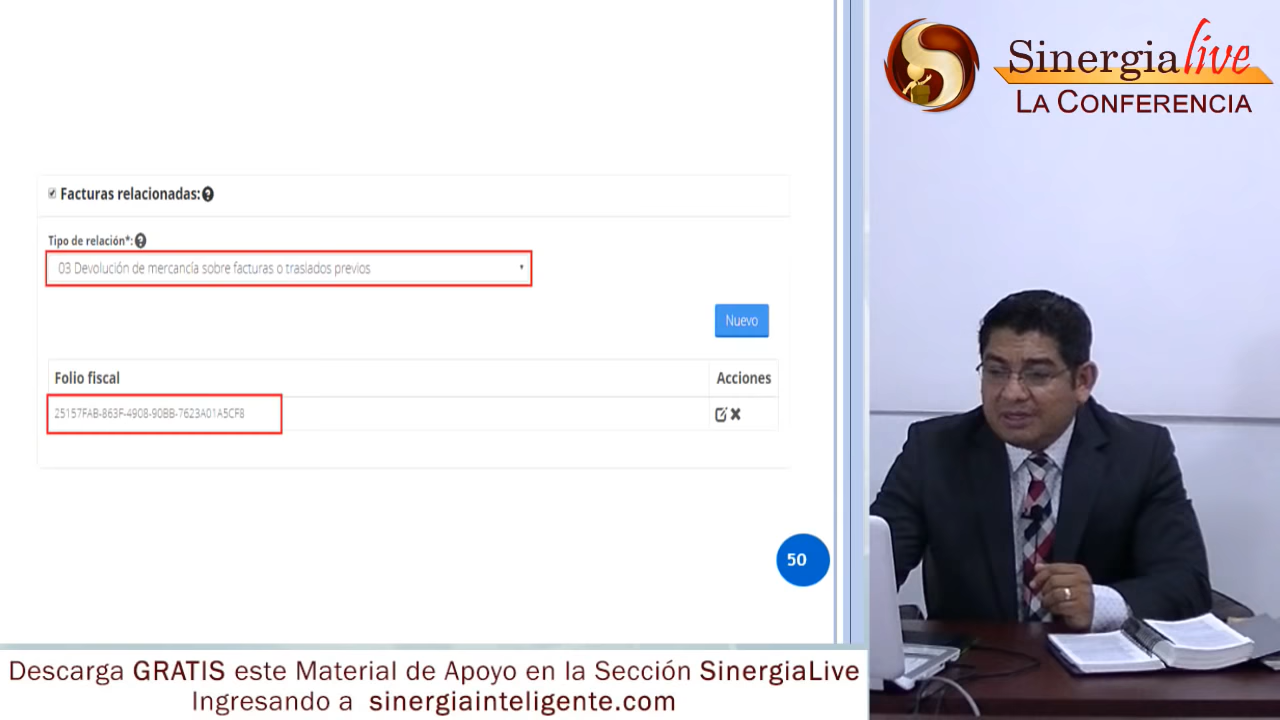 Sinergialive
LA CONFERENCIA
Facturas relacionadas:
Tipo de relación*:
03 Devolución de mercancía sobre facturas o traslados previos
Nuevo
Folio fiscal
Acciones
25157FAB-863F-4908-90BB-7623A01A5CF8
50
Descarga GRATIS este Material de Apoyo en la Sección SinergiaLive
Ingresando a sinergiainteligente.com